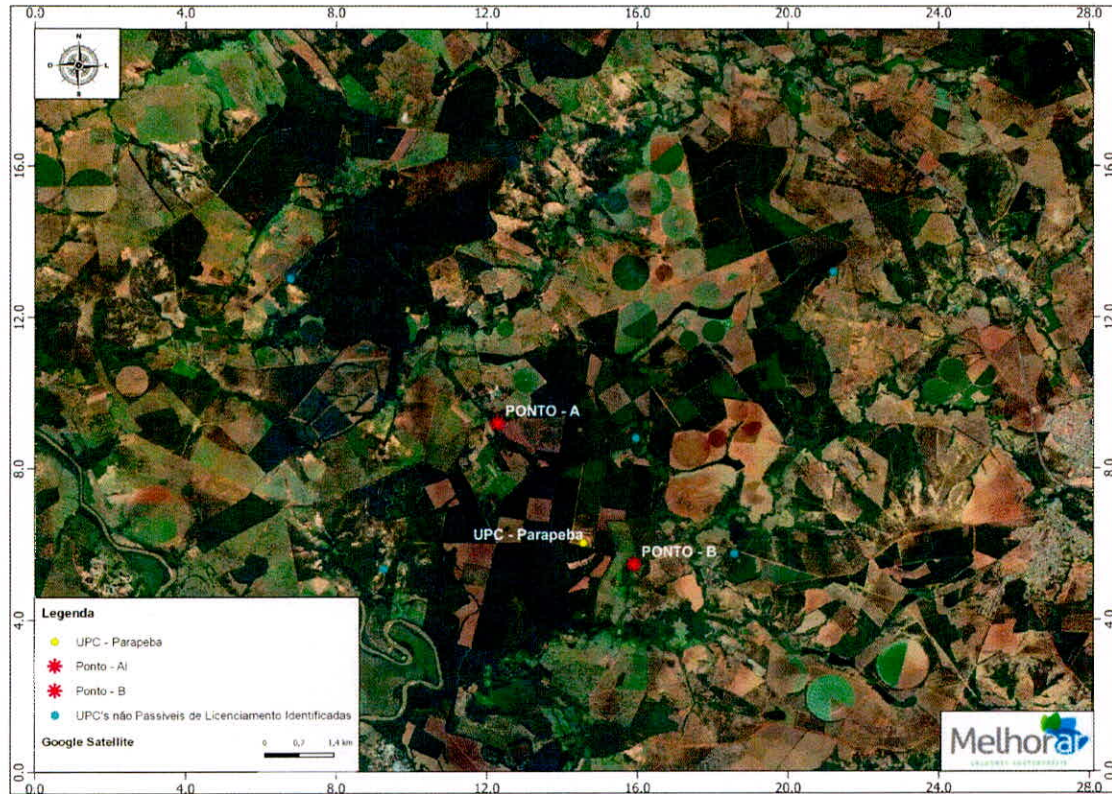 0.0 4.0 8.0 12.0 16.0 20.0 24.0 28.0
N
O L
S
16.0 16.0
12.0 12.0
PONTO - A
8.0 8.0
UPC - Parapeba
PONTO - B
4.0 4.0
Legenda
UPC - Parapeba
Ponto - AI
Ponto - B
UPC's não Passíveis de Licenciamento Identificadas
Google Satellite
0 0,7 1,4 km
Melhorar
0.0 0.0
0.0 4.0 8.0 12.0 16.0 20.0 24.0 28.0